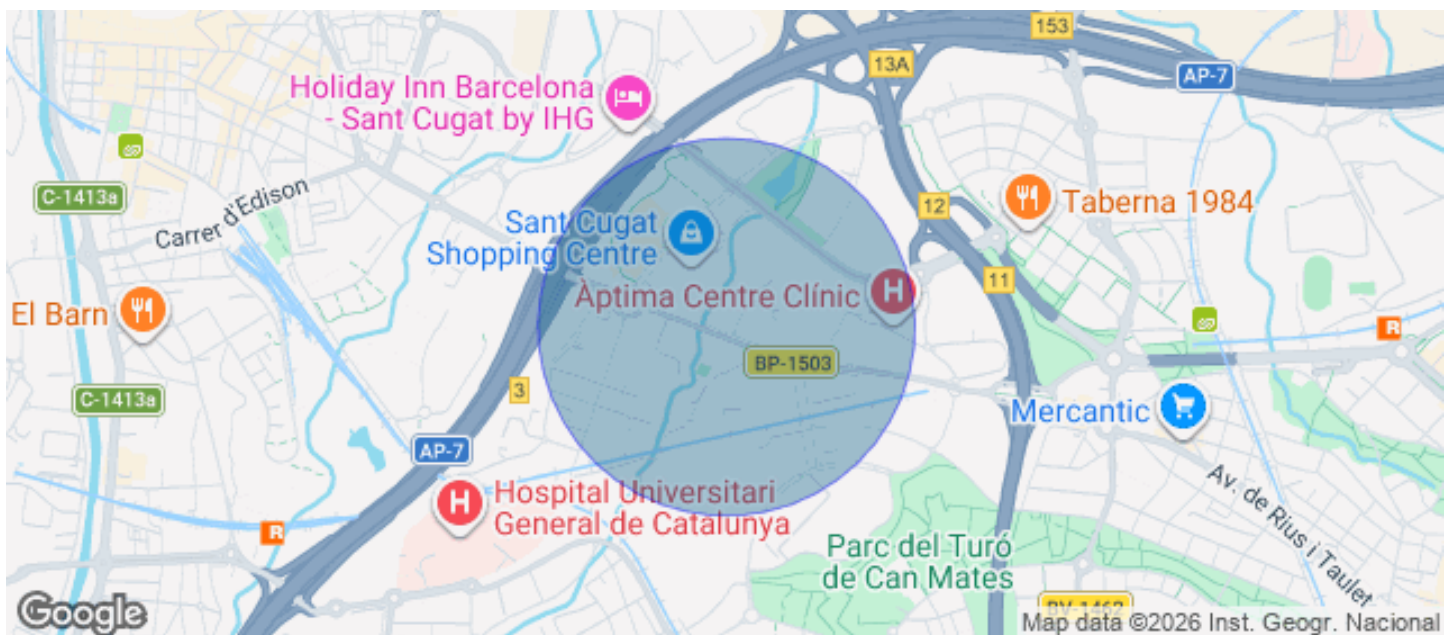 153
13A
AP-7
Holiday Inn Barcelona
- Sant Cugat by IHG
C-1413a
Carrer d'Edison
12
Taberna 1984
Sant Cugat
Shopping Centre
11
Àptima Centre Clínic
El Barn
BP-1503
R
3
C-1413a
Mercantic
AP-7
H
Hospital Universitari
General de Catalunya
Av. de Rius i Taulet
R
Parc del Turó
de Can Mates
H
BV-1462
Google
Map data ©2026 Inst. Geogr. Nacional